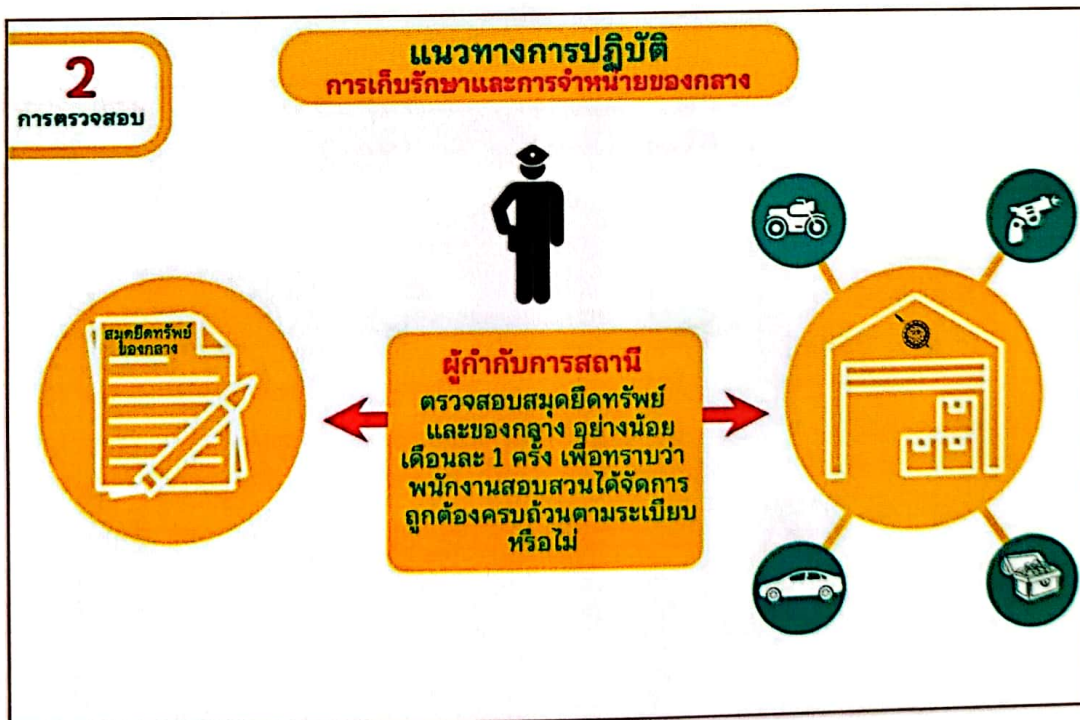 2
การตรวจสอบ
แนวทางการปฏิบัติ
การเก็บรักษาและการจำหน่ายของกลาง
สมุดยึดทรัพย์
ของกลาง
ผู้กำกับการสถานี
ตรวจสอบสมุดยึดทรัพย์
และของกลาง อย่างน้อย
เดือนละ 1 ครั้ง เพื่อทราบว่า
พนักงานสอบสวนได้จัดการ
ถูกต้องครบถ้วนตามระเบียบ
หรือไม่